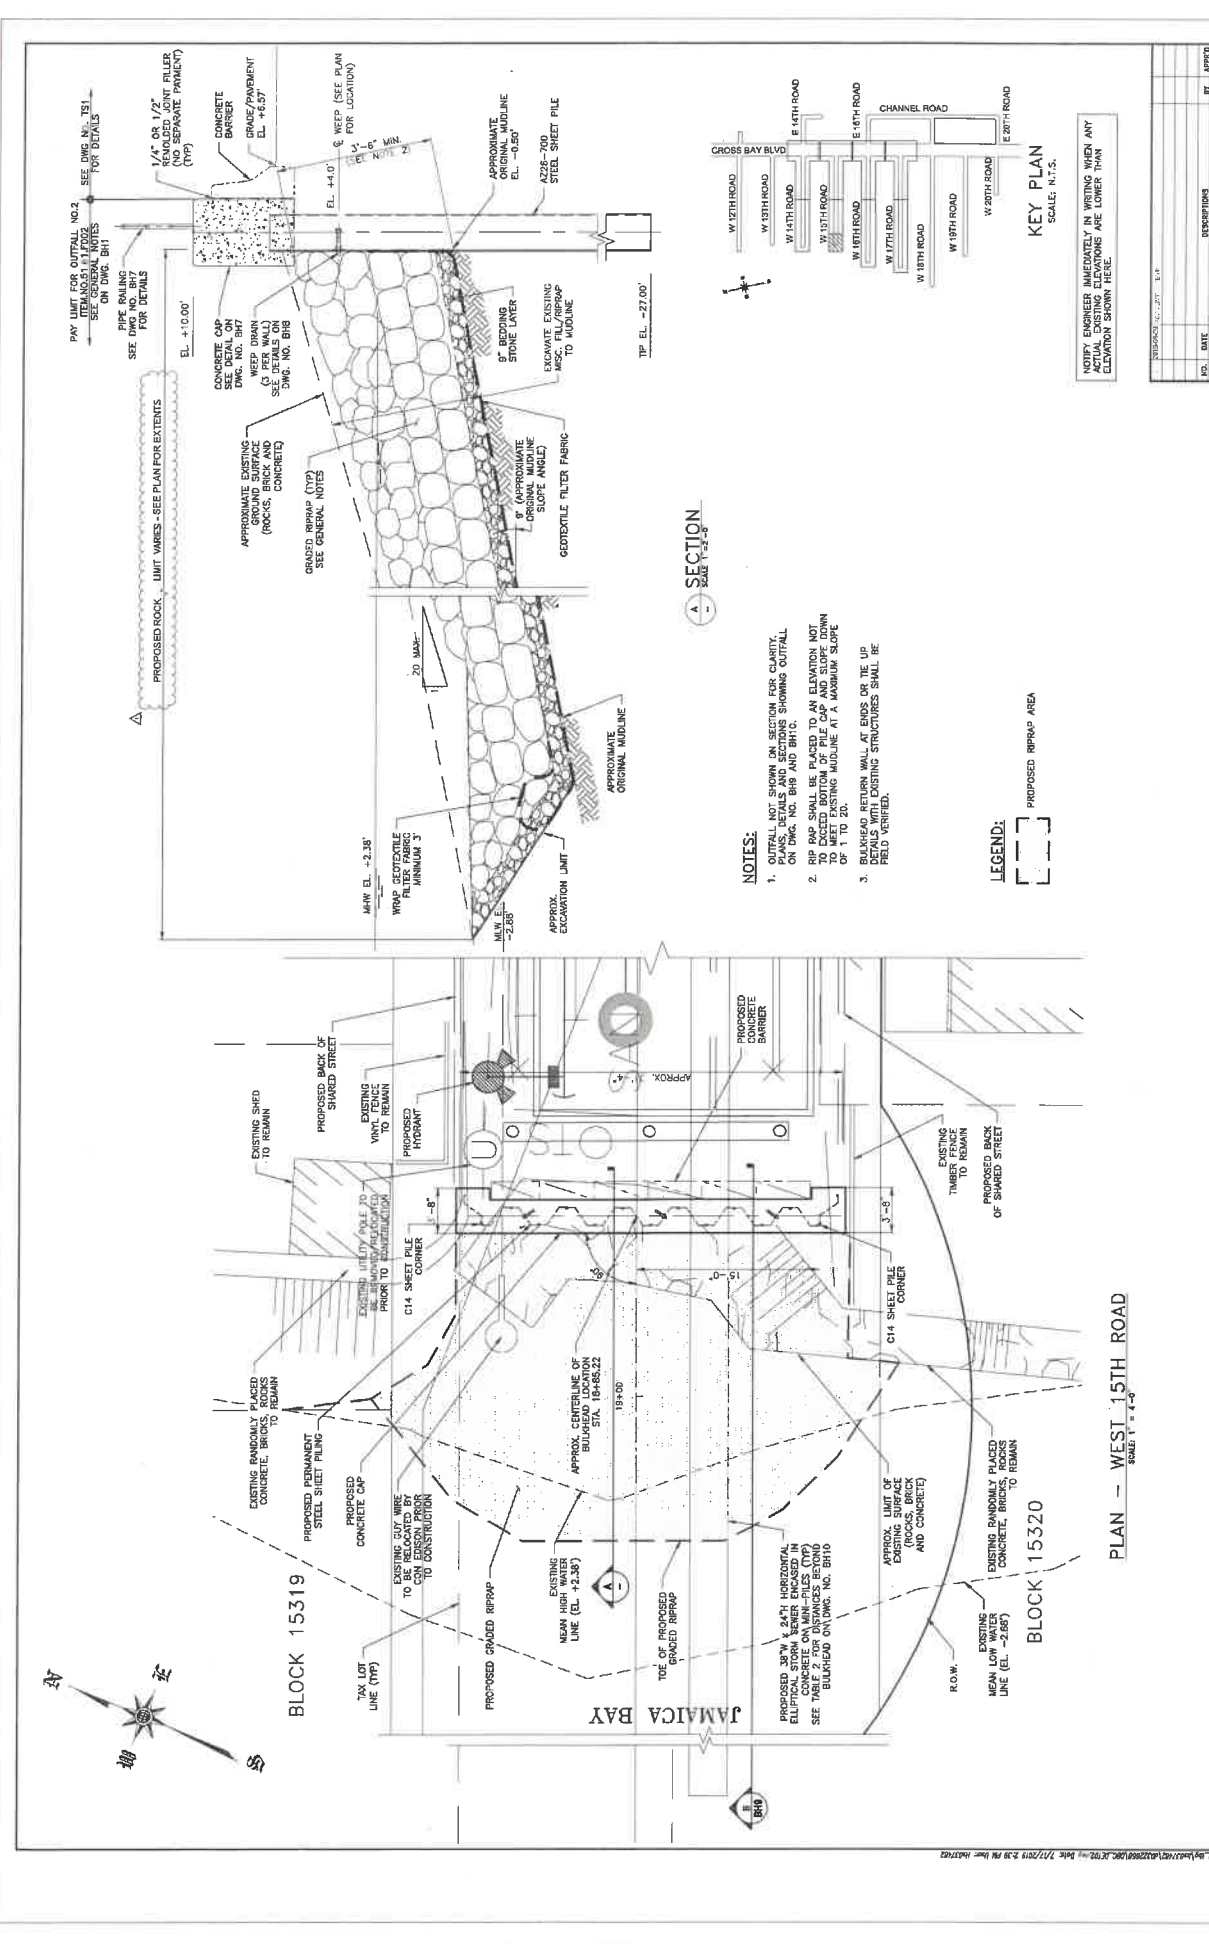 PAY LIMIT FOR OUTFALL NO.2
SEE GENERAL NOTES
ON DWG. BH1
SEE DWG NO. TS1
FOR DETAILS
PIPE RAILING
SEE DWG NO. BH7
FOR DETAILS
1/4" OR 1/2"
REMOLDED JOINT FILLER
(NO SEPARATE PAYMENT)
(TYP)
CONCRETE
BARRIER
GRADE/PAVEMENT
EL. +6.57'
℄ WEEP (SEE PLAN
FOR LOCATION)
3'-6" MIN.
(SEE NOTE 2)
EL. +4.0'
APPROXIMATE
ORIGINAL MUDLINE
EL. -0.50'
AZ26-700
STEEL SHEET PILE
EL +10.00'
PROPOSED ROCK LIMIT VARIES - SEE PLAN FOR EXTENTS
CONCRETE CAP
SEE DETAIL ON
DWG. NO. BH7
WEEP DRAIN
(3 PER WALL)
SEE DETAILS ON
DWG. NO. BH8
APPROXIMATE EXISTING
GROUND SURFACE
(ROCKS, BRICK AND
CONCRETE)
GRADED RIPRAP (TYP)
SEE GENERAL NOTES
9" BEDDING
STONE LAYER
EXCAVATE EXISTING
MISC. FILL/RIPRAP
TO MUDLINE
9° (APPROXIMATE
ORIGINAL MUDLINE
SLOPE ANGLE)
GEOTEXTILE FILTER FABRIC
TIP EL. -27.00'
20 MAX.
1
MHW EL. +2.38'
WRAP GEOTEXTILE
FILTER FABRIC
MINIMUM 3'
MLW E
-2.88'
APPROX.
EXCAVATION LIMIT
APPROXIMATE
ORIGINAL MUDLINE
A
-
SECTION
SCALE 1"=2'-0"
CROSS BAY BLVD
CHANNEL ROAD
W 12TH ROAD
W 13TH ROAD
W 14TH ROAD
W 15TH ROAD
W 16TH ROAD
W 17TH ROAD
W 18TH ROAD
W 19TH ROAD
W 20TH ROAD
E 14TH ROAD
E 16TH ROAD
E 20TH ROAD
KEY PLAN
SCALE: N.T.S.
NOTIFY ENGINEER IMMEDIATELY IN WRITING WHEN ANY
ACTUAL EXISTING ELEVATIONS ARE LOWER THAN
ELEVATION SHOWN HERE.
NO.
DATE
DESCRIPTIONS
BY
APPR'D
NOTES:
1. OUTFALL NOT SHOWN ON SECTION FOR CLARITY.
PLANS, DETAILS AND SECTIONS SHOWING OUTFALL
ON DWG. NO. BH9 AND BH10.
2. RIP RAP SHALL BE PLACED TO AN ELEVATION NOT
TO EXCEED BOTTOM OF PILE CAP AND SLOPE DOWN
TO MEET EXISTING MUDLINE AT A MAXIMUM SLOPE
OF 1 TO 20.
3. BULKHEAD RETURN WALL AT ENDS OR TIE UP
DETAILS WITH EXISTING STRUCTURES SHALL BE
FIELD VERIFIED.
LEGEND:
PROPOSED RIPRAP AREA
EXISTING SHED
TO REMAIN
PROPOSED BACK OF
SHARED STREET
EXISTING
VINYL FENCE
TO REMAIN
PROPOSED
HYDRANT
EXISTING UTILITY POLE TO
BE REMOVED/RELOCATED
PRIOR TO CONSTRUCTION
C14 SHEET PILE
CORNER
3'-8"
U
STO
APPROX.
PROPOSED
CONCRETE
BARRIER
EXISTING
TIMBER FENCE
TO REMAIN
PROPOSED BACK
OF SHARED STREET
3'-8"
C14 SHEET PILE
CORNER
15'-0"
90°
EXISTING RANDOMLY PLACED
CONCRETE, BRICKS, ROCKS
TO REMAIN
PROPOSED PERMANENT
STEEL SHEET PILING
PROPOSED
CONCRETE CAP
EXISTING GUY WIRE
TO BE RELOCATED BY
CON EDISON PRIOR
TO CONSTRUCTION
APPROX. CENTERLINE OF
BULKHEAD LOCATION
STA. 18+85.22
19+00
TAX LOT
LINE (TYP)
PROPOSED GRADED RIPRAP
EXISTING
MEAN HIGH WATER
LINE (EL. +2.38')
A
-
TOE OF PROPOSED
GRADED RIPRAP
PROPOSED 38"W x 24"H HORIZONTAL
ELLIPTICAL STORM SEWER ENCASED IN
CONCRETE ON MINI-PILES (TYP)
SEE TABLE 2 FOR DISTANCES BEYOND
BULKHEAD ON DWG. NO. BH10
APPROX. LIMIT OF
EXISTING SURFACE
(ROCKS, BRICK
AND CONCRETE)
EXISTING RANDOMLY PLACED
CONCRETE, BRICKS, ROCKS
TO REMAIN
R.O.W.
EXISTING
MEAN LOW WATER
LINE (EL. -2.88')
BLOCK 15319
BLOCK 15320
JAMAICA BAY
B
BH9
N
E
S
W
PLAN - WEST 15TH ROAD
SCALE: 1" = 4'-0"